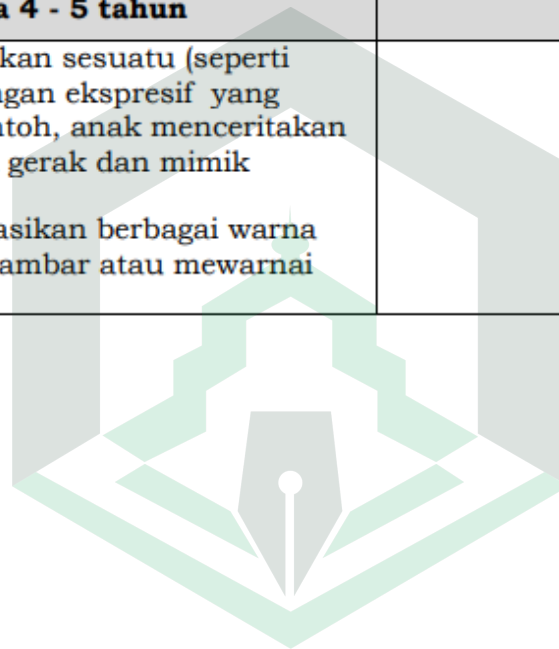 a 4 - 5 tahun
kan sesuatu (seperti
ngan ekspresif yang
ntoh, anak menceritakan
gerak dan mimik
asikan berbagai warna
ambar atau mewarnai